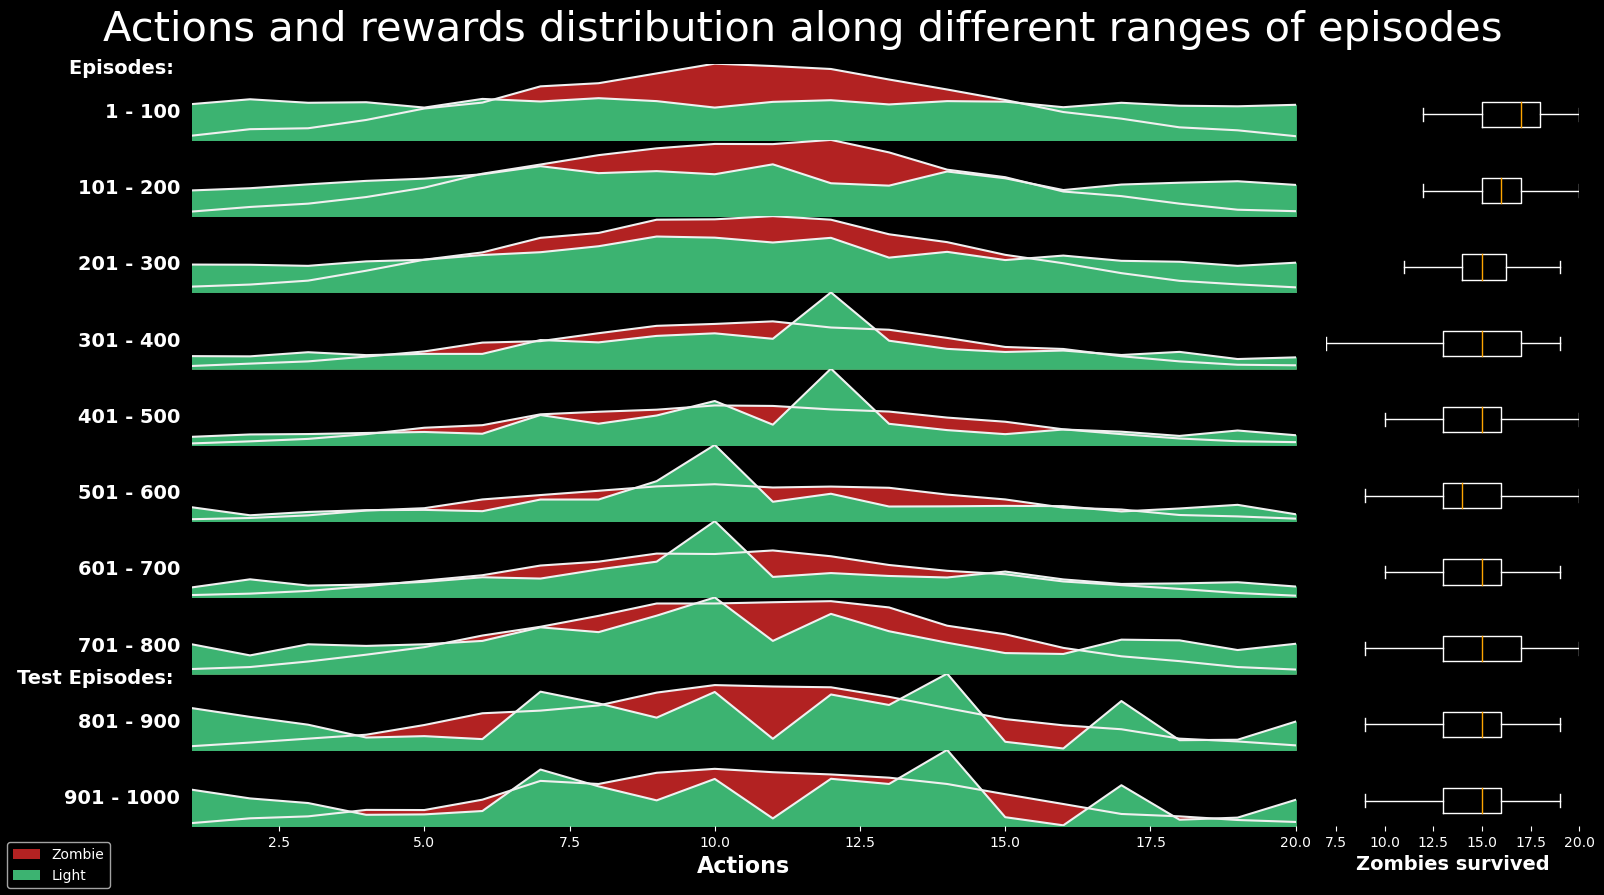 Actions and rewards distribution along different ranges of episodes
Episodes:
1 - 100
101 - 200
201 - 300
301 - 400
401 - 500
501 - 600
601 - 700
701 - 800
Test Episodes:
801 - 900
901 - 1000
2.5 5.0 7.5 10.0 12.5 15.0 17.5 20.0 7.5 10.0 12.5 15.0 17.5 20.0
Actions
Zombies survived
Zombie
Light